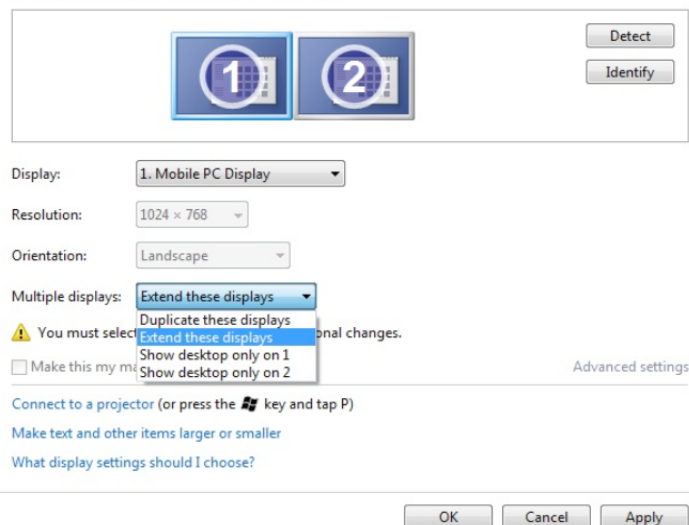 1 2
Detect
Identify
Display: 1. Mobile PC Display
Resolution: 1024 × 768
Orientation: Landscape
Multiple displays: Extend these displays
Duplicate these displays
Extend these displays
Show desktop only on 1
Show desktop only on 2
You must select onal changes.
Make this my ma
Advanced settings
Connect to a projector (or press the key and tap P)
Make text and other items larger or smaller
What display settings should I choose?
OK Cancel Apply